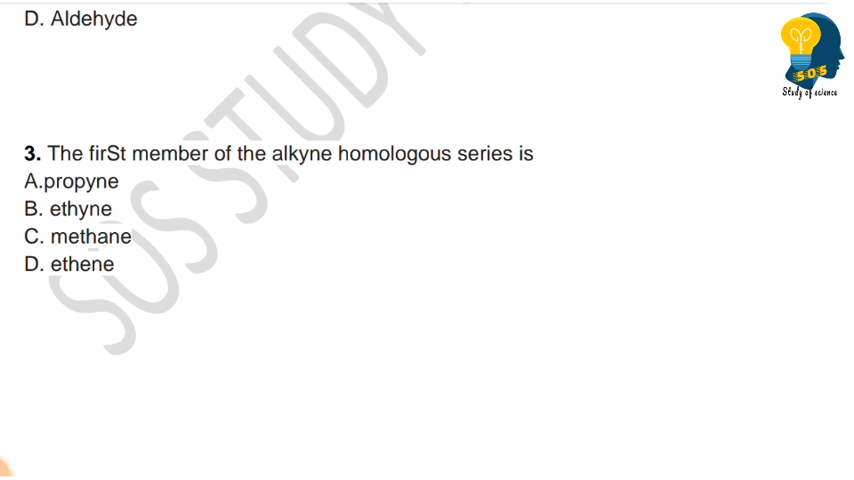 D. Aldehyde
SOS
Study of science
3. The firSt member of the alkyne homologous series is
A.propyne
B. ethyne
C. methane
D. ethene
SOS STUDY